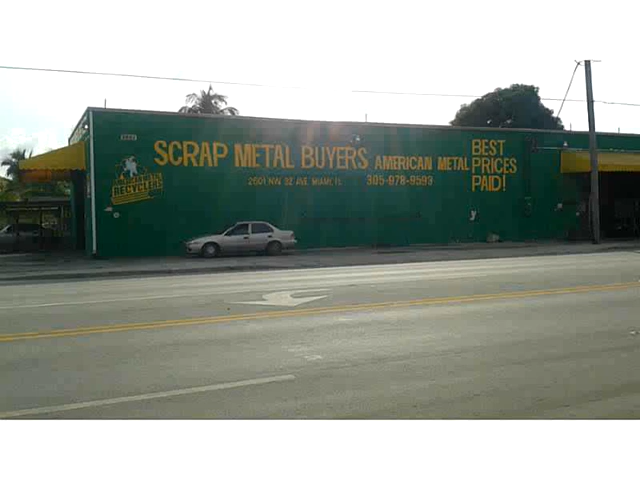 SCRAP METAL BUYERS AMERICAN METAL
BEST
PRICES
PAID!
305-978-9599
RECYCLERS